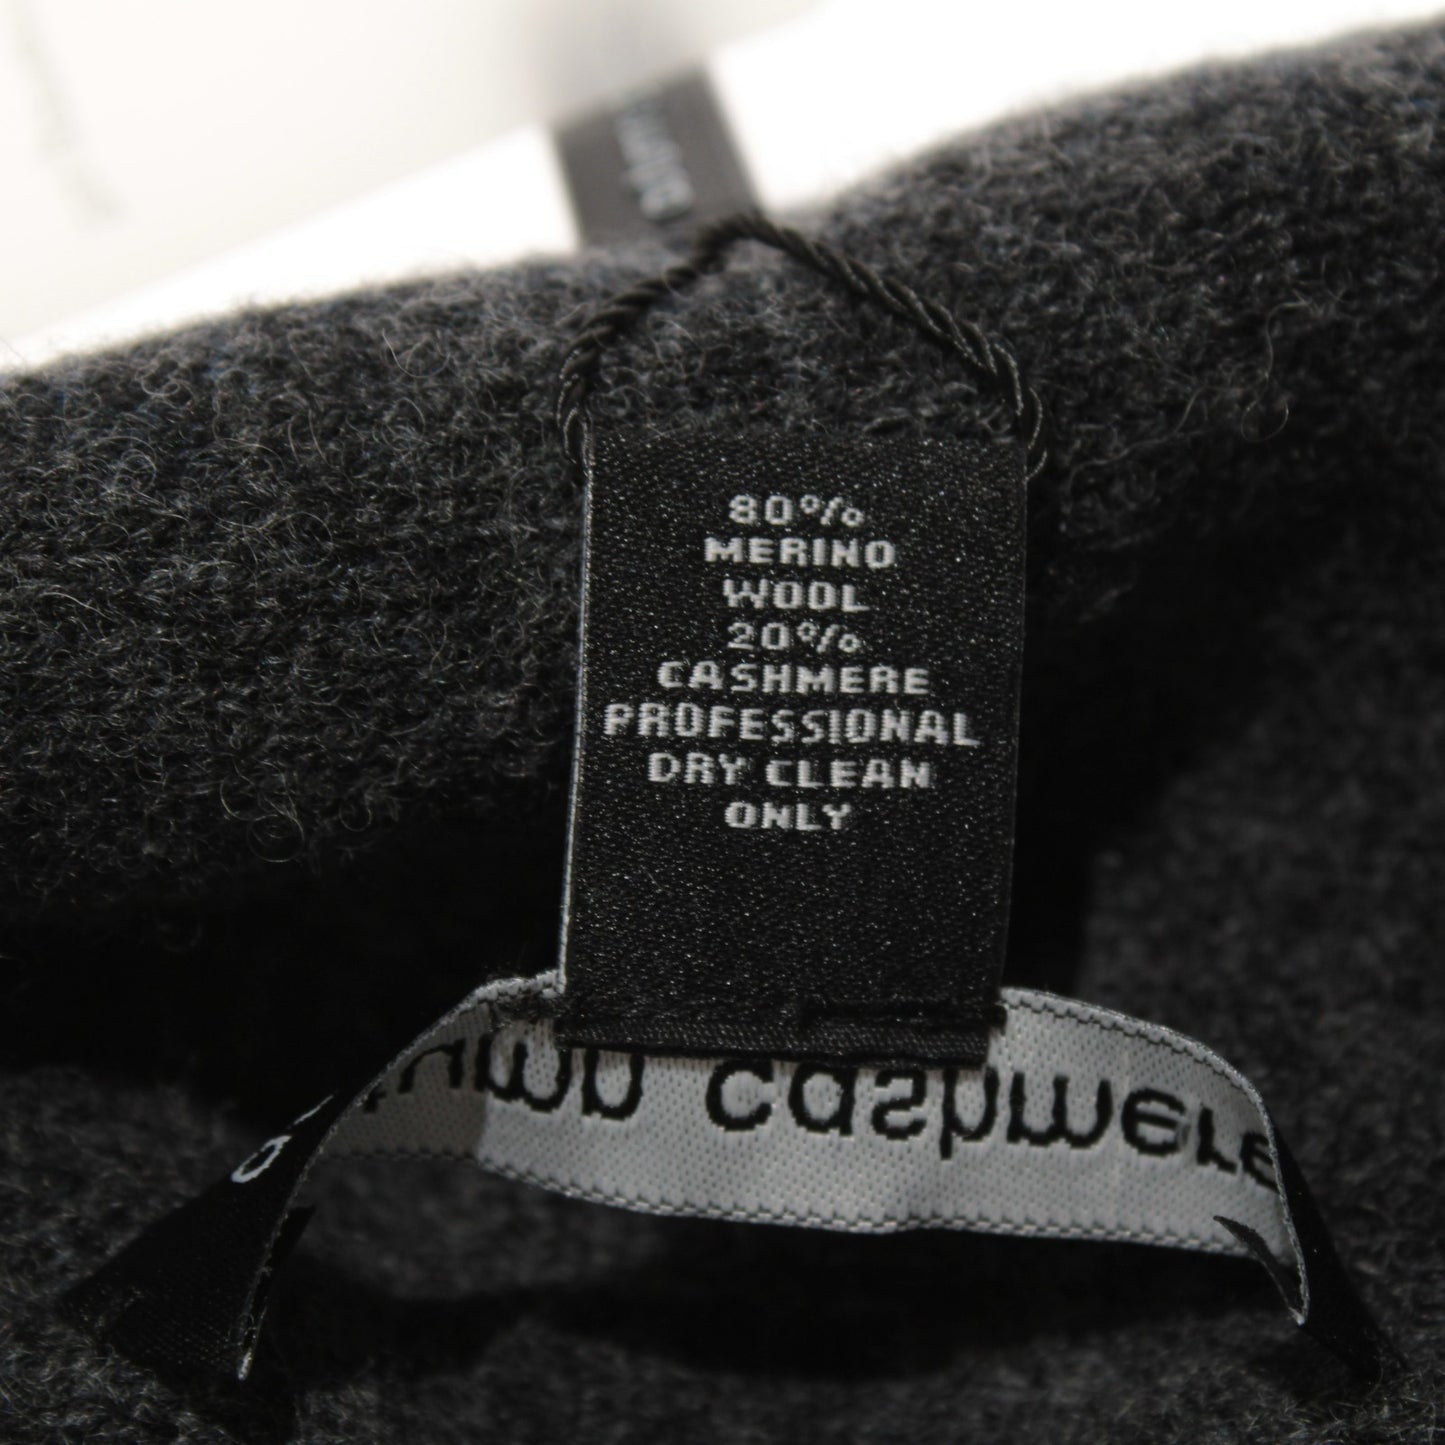 80%
MERINO
WOOL
20%
CASHMERE
PROFESSIONAL
DRY CLEAN
ONLY
cashmere